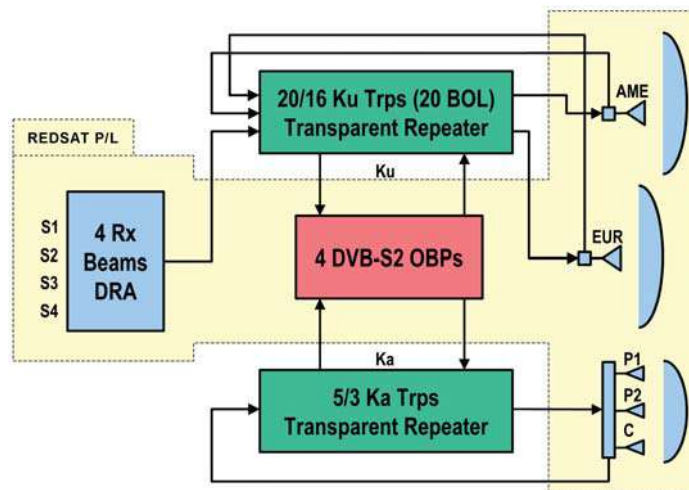 20/16 Ku Trps (20 BOL)
Transparent Repeater
AME
REDSAT P/L
Ku
S1
S2
S3
S4
4 Rx
Beams
DRA
4 DVB-S2 OBPs
EUR
Ka
5/3 Ka Trps
Transparent Repeater
P1
P2
C